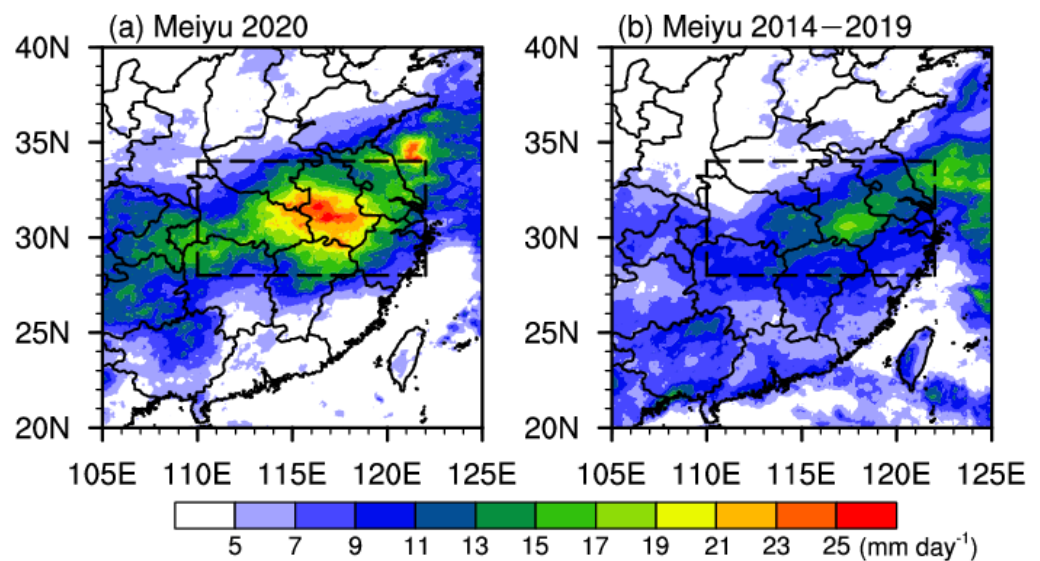 (a) Meiyu 2020
(b) Meiyu 2014−2019
40N
35N
30N
25N
20N
105E 110E 115E 120E 125E
40N
35N
30N
25N
20N
105E 110E 115E 120E 125E
5 7 9 11 13 15 17 19 21 23 25 (mm day⁻¹)